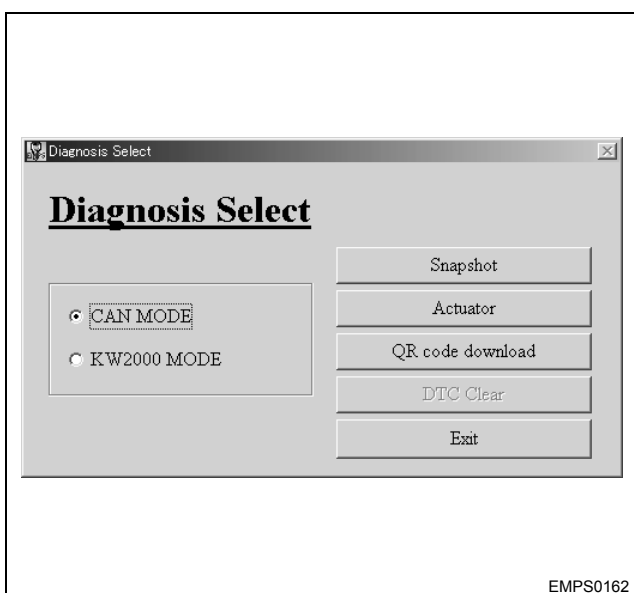 Diagnosis Select
Diagnosis Select
CAN MODE
KW2000 MODE
Snapshot
Actuator
QR code download
DTC Clear
Exit
EMPS0162